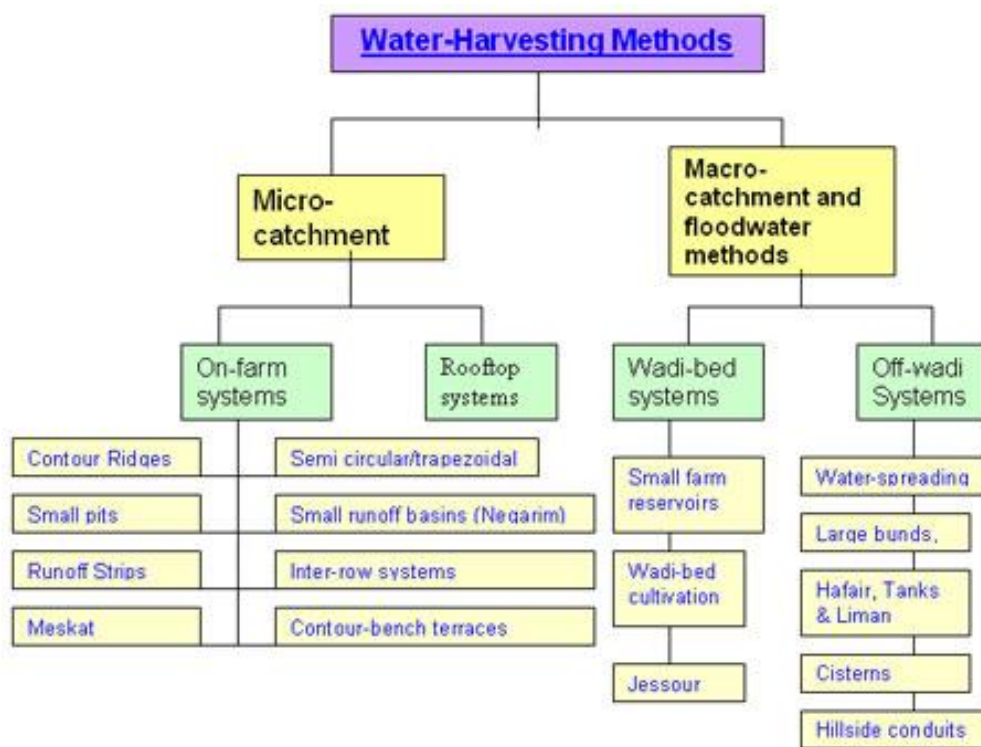 Water-Harvesting Methods
Micro-
catchment
Macro-
catchment and
floodwater
methods
On-farm
systems
Rooftop
systems
Wadi-bed
systems
Off-wadi
Systems
Contour Ridges
Semi circular/trapezoidal
Small pits
Small runoff basins (Negarim)
Runoff Strips
Inter-row systems
Meskat
Contour-bench terraces
Small farm
reservoirs
Wadi-bed
cultivation
Jessour
Water-spreading
Large bunds,
Hafair, Tanks
& Liman
Cisterns
Hillside conduits